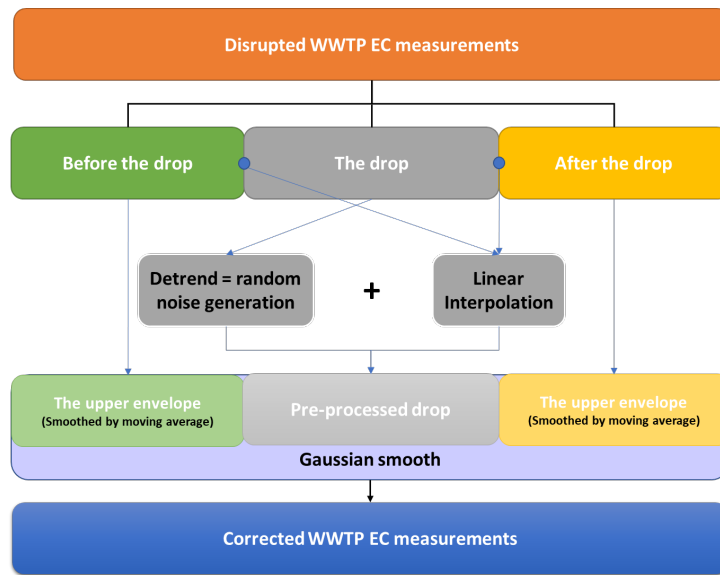 Disrupted WWTP EC measurements
Before the drop
The drop
After the drop
Detrend = random
noise generation
+
Linear
Interpolation
The upper envelope
(Smoothed by moving average)
Pre-processed drop
The upper envelope
(Smoothed by moving average)
Gaussian smooth
Corrected WWTP EC measurements